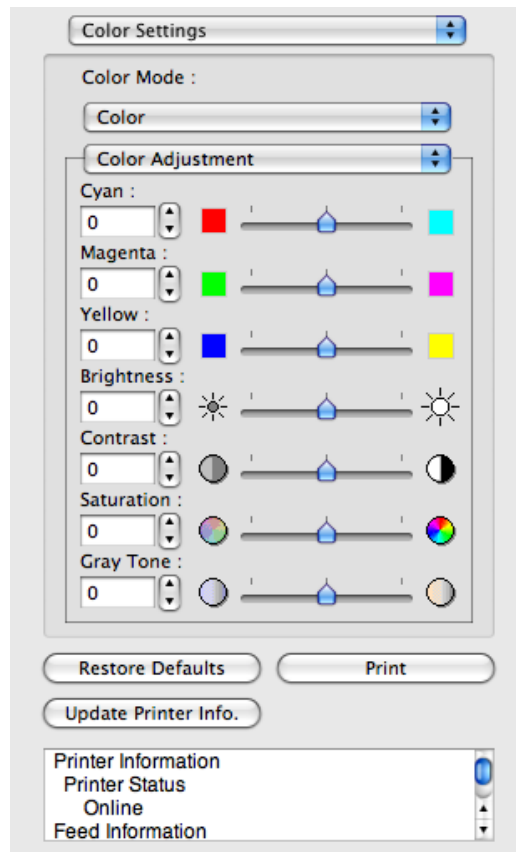 Color Settings
Color Mode :
Color
Color Adjustment
Cyan :
0
Magenta :
0
Yellow :
0
Brightness :
0
Contrast :
0
Saturation :
0
Gray Tone :
0
Restore Defaults Print
Update Printer Info.
Printer Information
Printer Status
Online
Feed Information